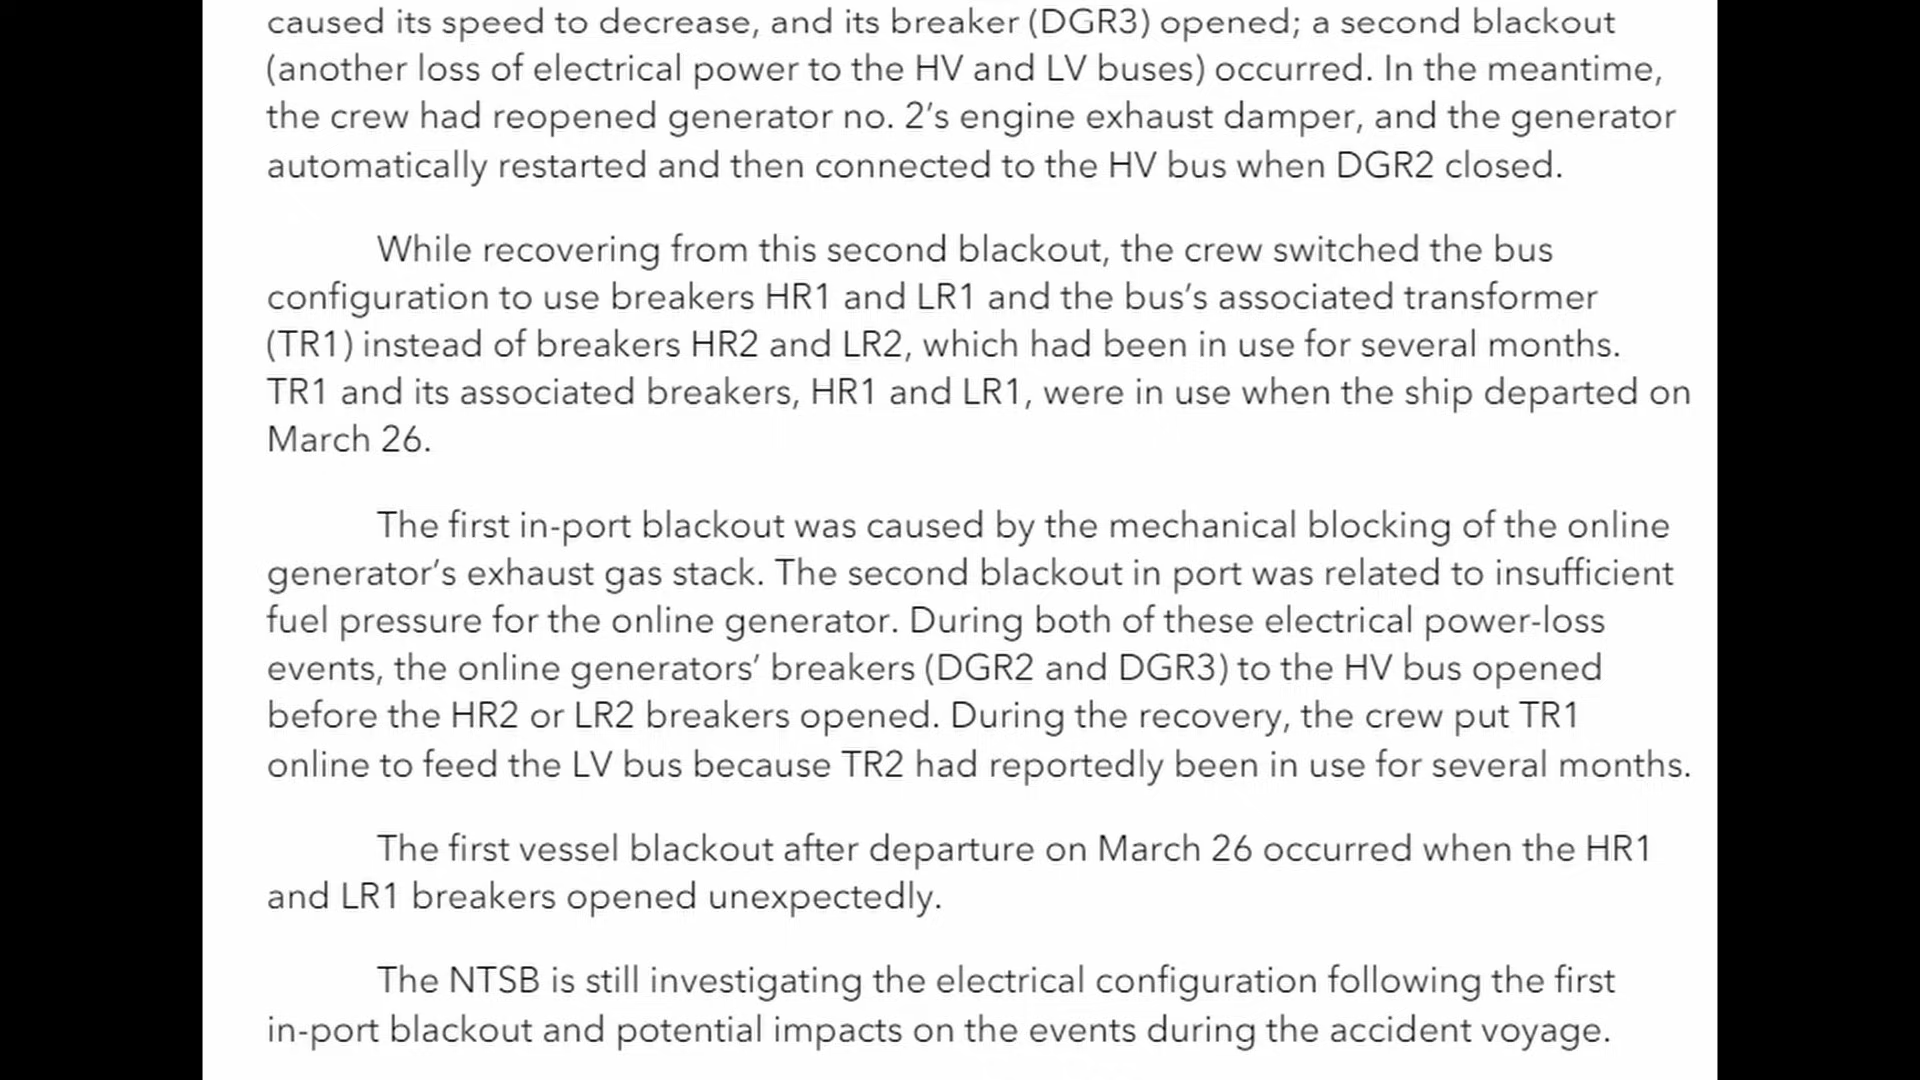 caused its speed to decrease, and its breaker (DGR3) opened; a second blackout
(another loss of electrical power to the HV and LV buses) occurred. In the meantime,
the crew had reopened generator no. 2’s engine exhaust damper, and the generator
automatically restarted and then connected to the HV bus when DGR2 closed.
While recovering from this second blackout, the crew switched the bus
configuration to use breakers HR1 and LR1 and the bus’s associated transformer
(TR1) instead of breakers HR2 and LR2, which had been in use for several months.
TR1 and its associated breakers, HR1 and LR1, were in use when the ship departed on
March 26.
The first in-port blackout was caused by the mechanical blocking of the online
generator’s exhaust gas stack. The second blackout in port was related to insufficient
fuel pressure for the online generator. During both of these electrical power-loss
events, the online generators’ breakers (DGR2 and DGR3) to the HV bus opened
before the HR2 or LR2 breakers opened. During the recovery, the crew put TR1
online to feed the LV bus because TR2 had reportedly been in use for several months.
The first vessel blackout after departure on March 26 occurred when the HR1
and LR1 breakers opened unexpectedly.
The NTSB is still investigating the electrical configuration following the first
in-port blackout and potential impacts on the events during the accident voyage.